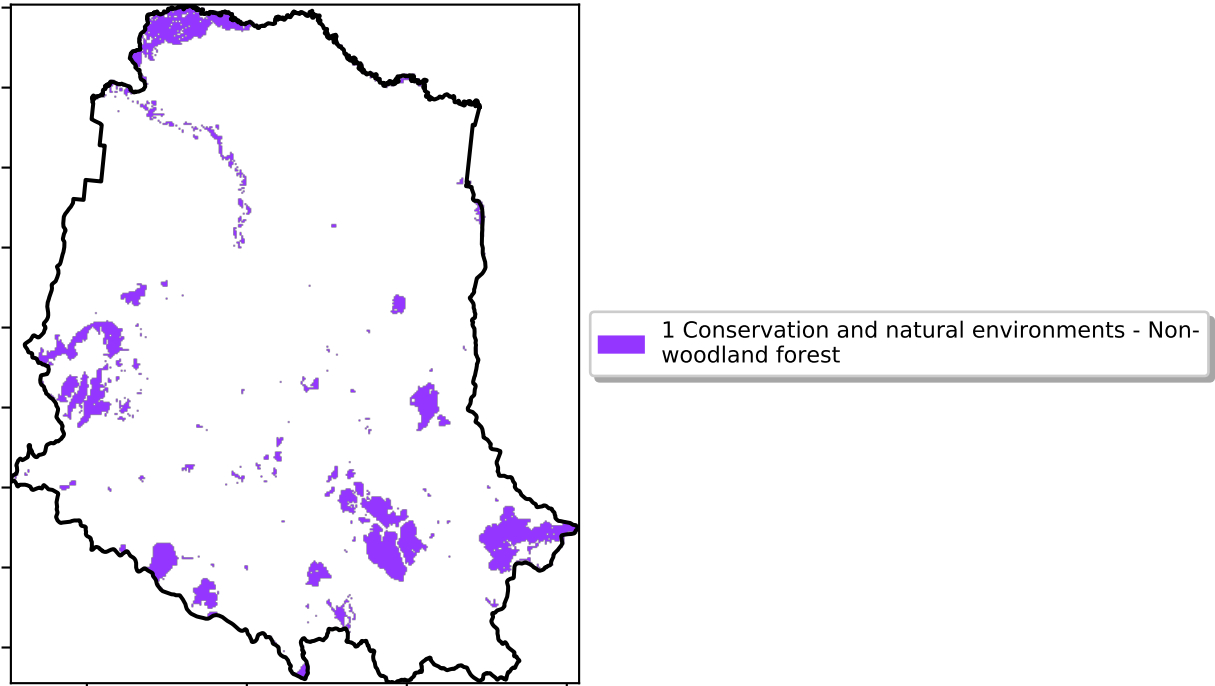 1 Conservation and natural environments - Non-
woodland forest